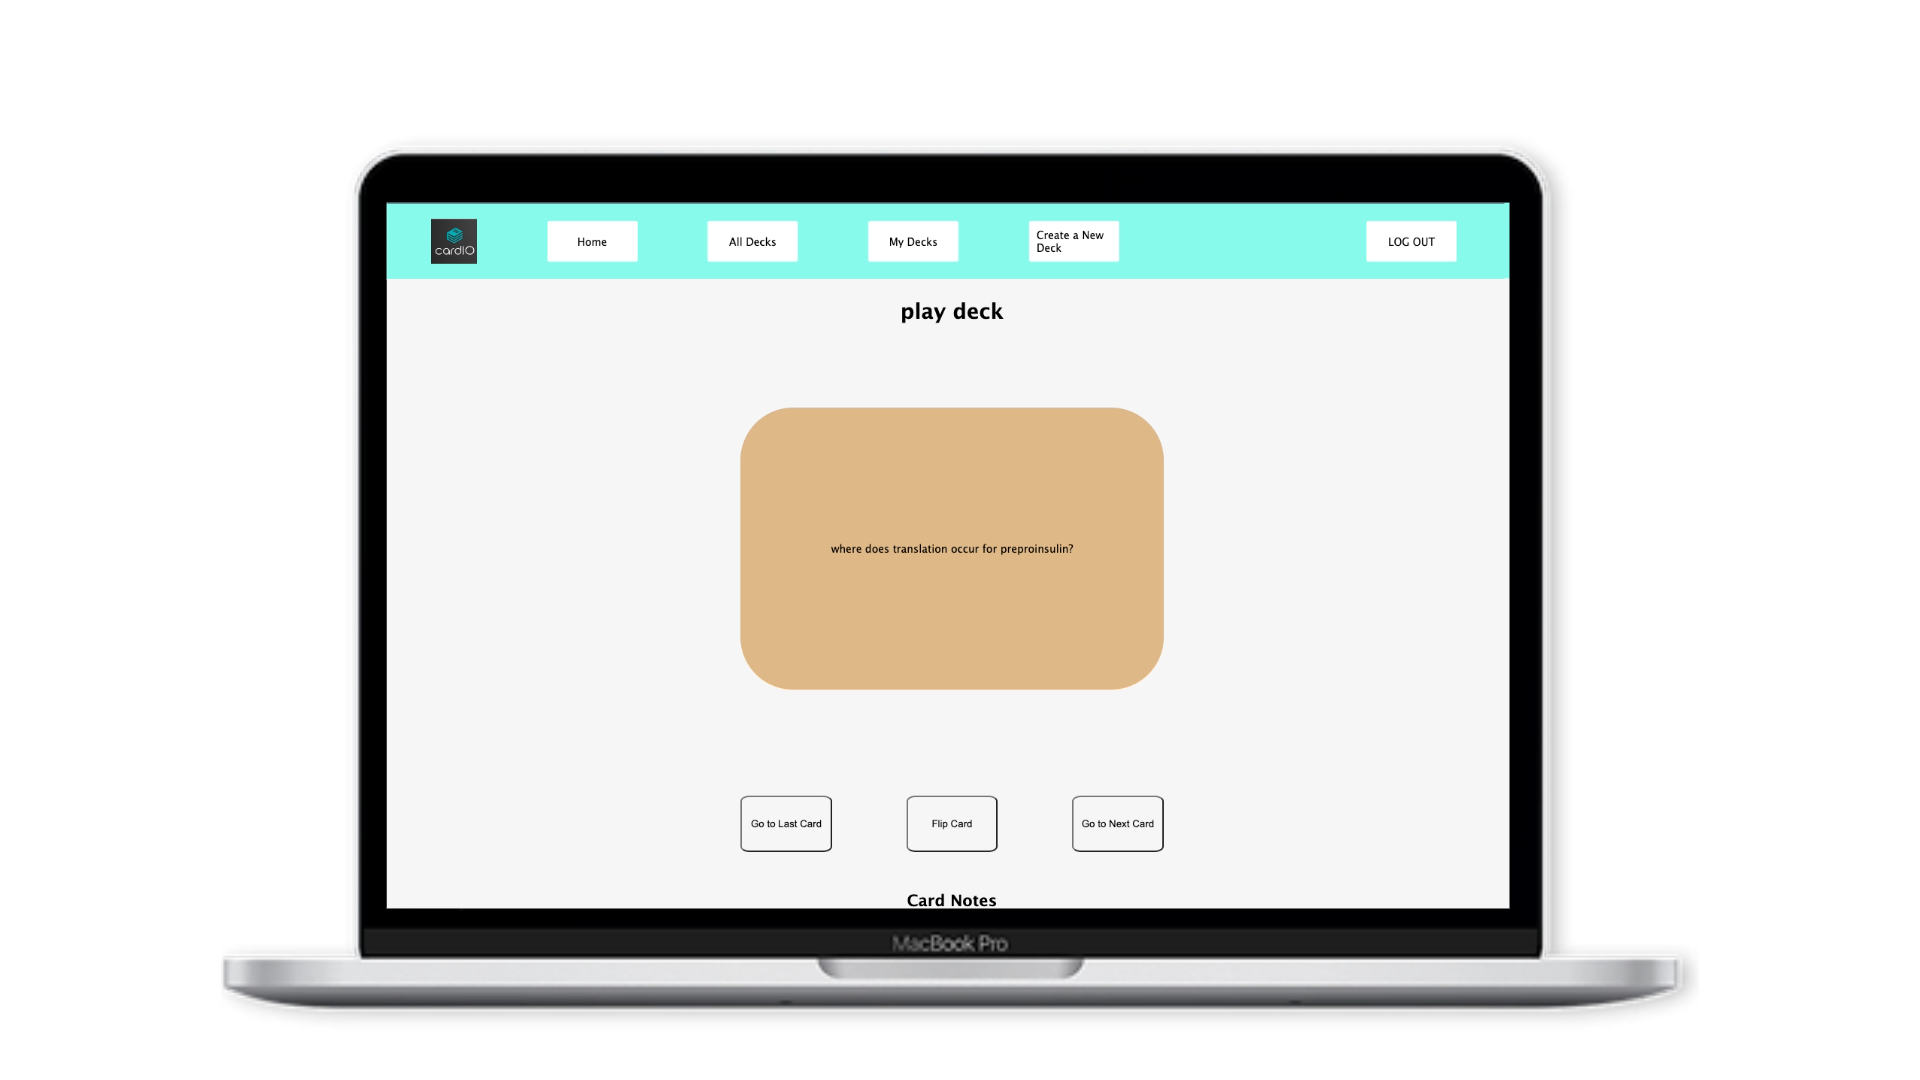 cardIO
Home
All Decks
My Decks
Create a New
Deck
LOG OUT
play deck
where does translation occur for preproinsulin?
Go to Last Card
Flip Card
Go to Next Card
Card Notes
MacBook Pro